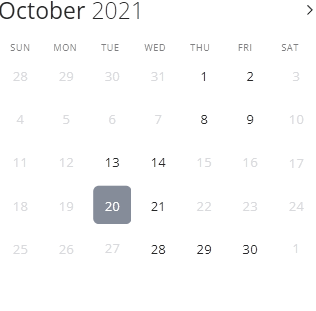 October 2021
SUN MON TUE WED THU FRI SAT
28 29 30 31 1 2 3
4 5 6 7 8 9 10
11 12 13 14 15 16 17
18 19 20 21 22 23 24
25 26 27 28 29 30 1